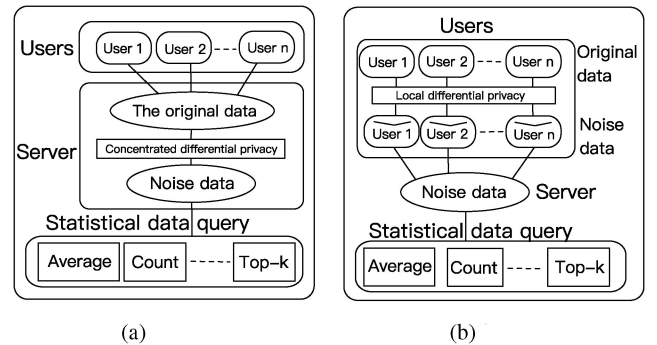 Users
User 1 User 2 User n
The original data
Server
Concentrated differential privacy
Noise data
Statistical data query
Average Count Top-k
(a)
Users
User 1 User 2 User n
Original data
Local differential privacy
User 1 User 2 User n
Noise data
Noise data
Server
Statistical data query
Average Count Top-k
(b)